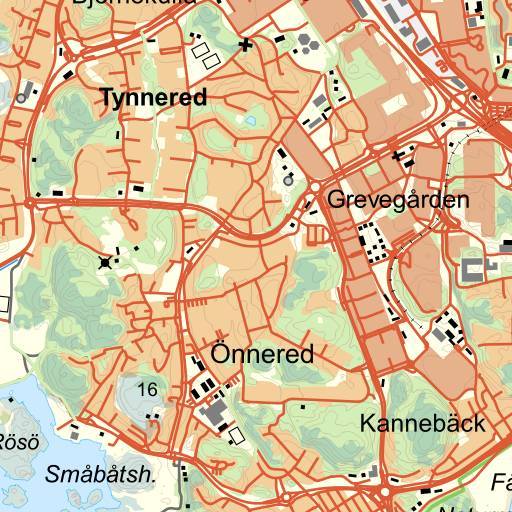 Tynnered
Grevegården
Önnered
16
Kannebäck
Rösö
Småbåtsh.